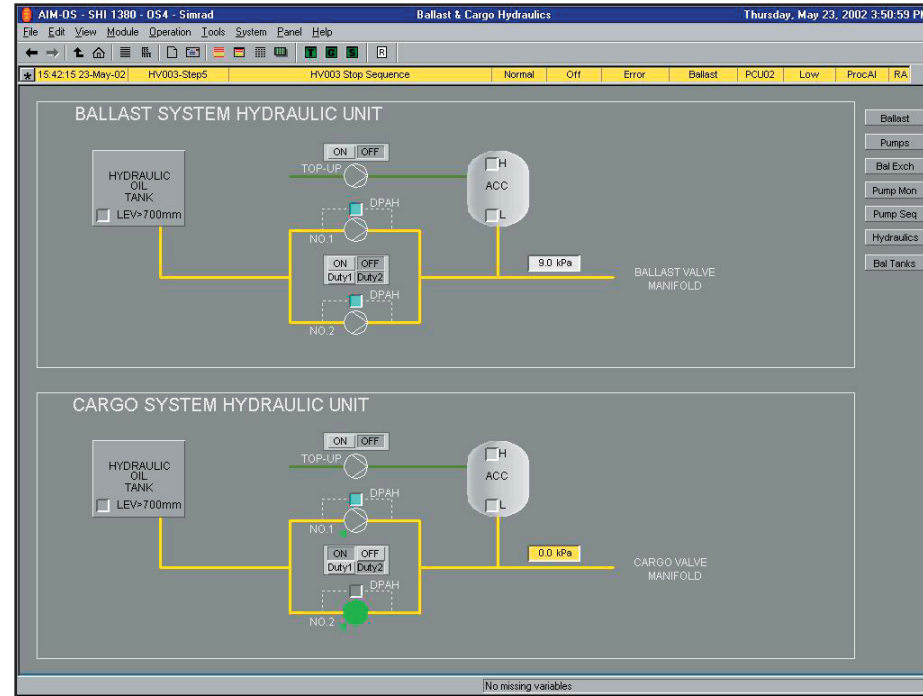 AIM-OS - SHI 1380 - OS4 - Simrad Ballast & Cargo Hydraulics Thursday, May 23, 2002 3:50:59 P
File Edit View Module Operation Tools System Panel Help
T G S R
15:42:15 23-May-02 HV003-Step5 HV003 Stop Sequence Normal Off Error Ballast PCU02 Low ProcAl RA
BALLAST SYSTEM HYDRAULIC UNIT
Ballast
Pumps
Bal Exch
Pump Mon
Pump Seq
Hydraulics
Bal Tanks
HYDRAULIC
OIL
TANK
LEV>700mm
ON OFF
TOP-UP
DPAH
NO.1
ON OFF
Duty1 Duty2
DPAH
NO.2
H
ACC
L
9.0 kPa
BALLAST VALVE
MANIFOLD
CARGO SYSTEM HYDRAULIC UNIT
HYDRAULIC
OIL
TANK
LEV>700mm
ON OFF
TOP-UP
DPAH
NO.1
ON OFF
Duty1 Duty2
DPAH
NO.2
H
ACC
L
0.0 kPa
CARGO VALVE
MANIFOLD
No missing variables